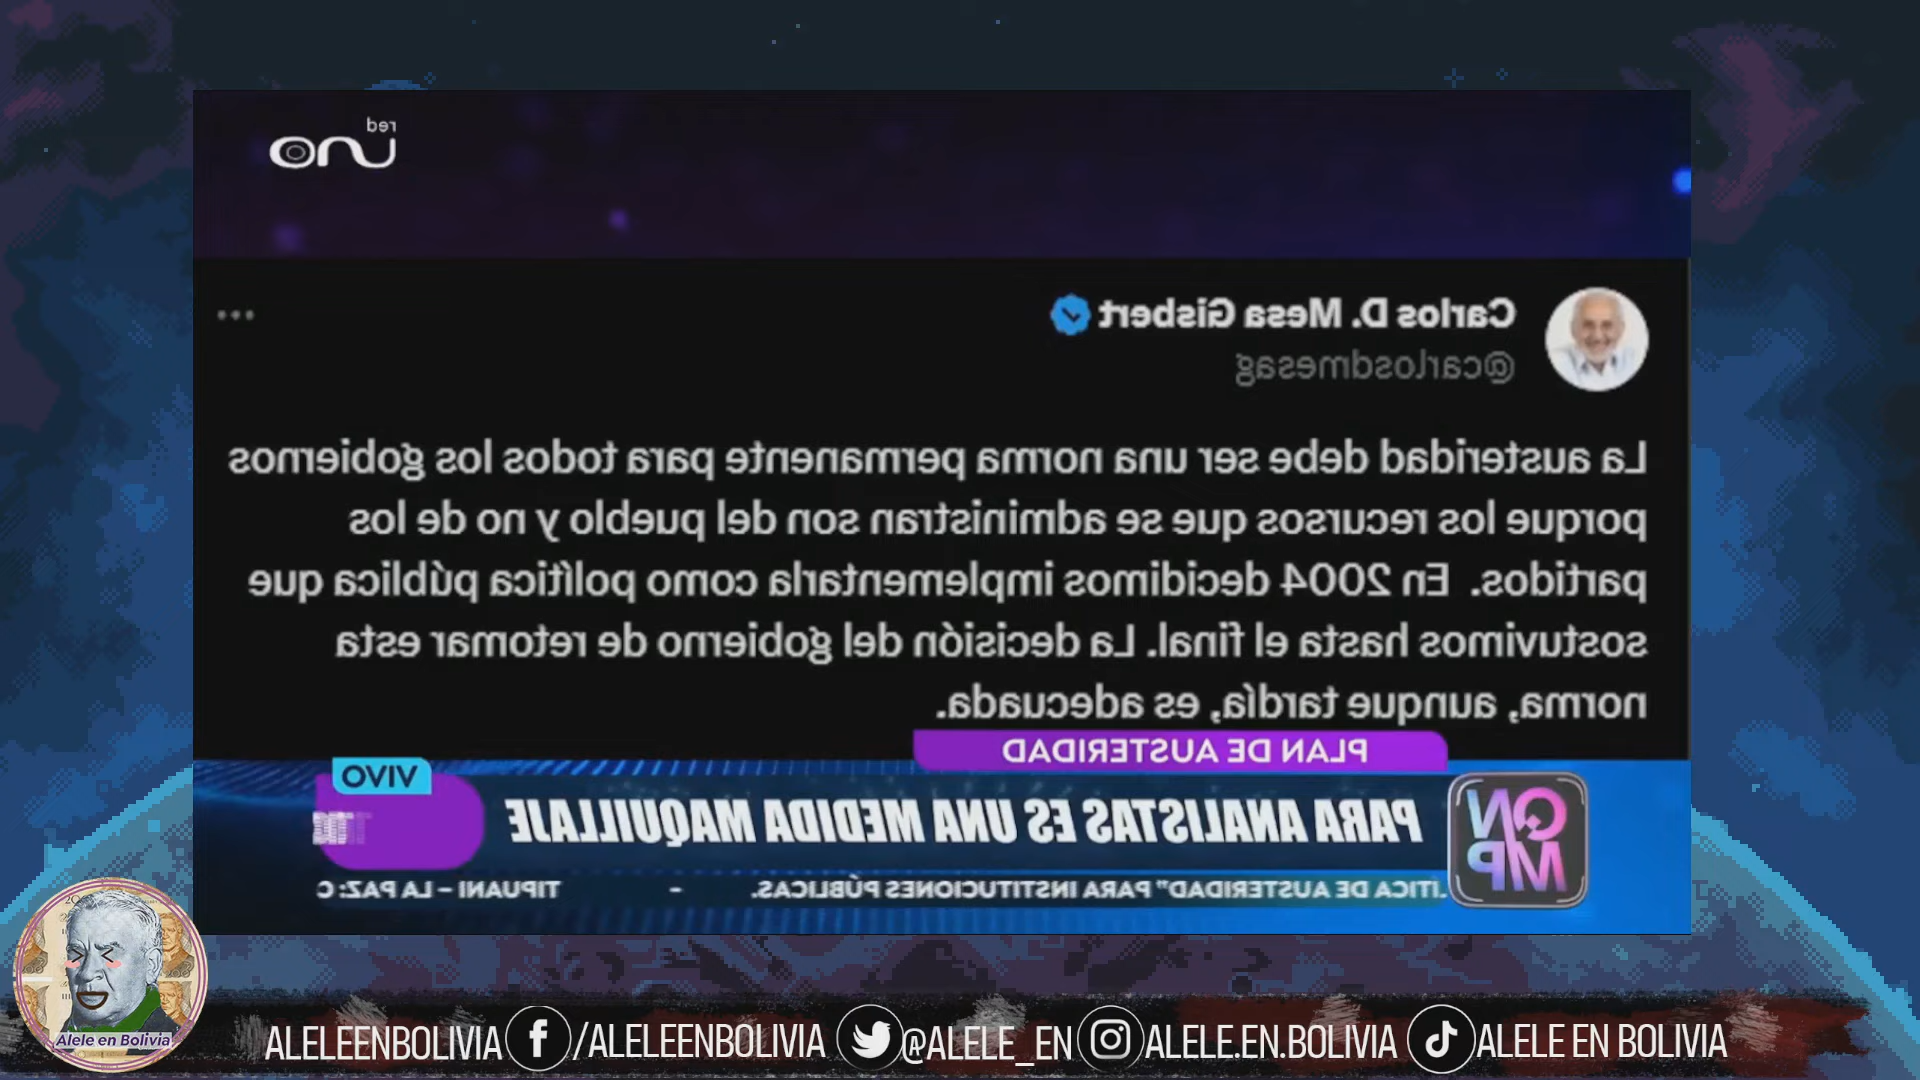 red
uno
Carlos D. Mesa Gisbert
@carlosdmesag
La austeridad debe ser una norma permanente para todos los gobiernos
porque los recursos que se administran son del pueblo y no de los
partidos. En 2004 decidimos implementarla como política pública que
sostuvimos hasta el final. La decisión del gobierno de retomar esta
norma, aunque tardía, es adecuada.
PLAN DE AUSTERIDAD
VIVO
QN
MP
PARA ANALISTAS ES UNA MEDIDA MAQUILLAJE
LÍTICA DE AUSTERIDAD" PARA INSTITUCIONES PÚBLICAS. - TIPUANI - LA PAZ: C
Alele en Bolivia
ALELEENBOLIVIA /ALELEENBOLIVIA @ALELE_EN ALELE.EN.BOLIVIA ALELE EN BOLIVIA